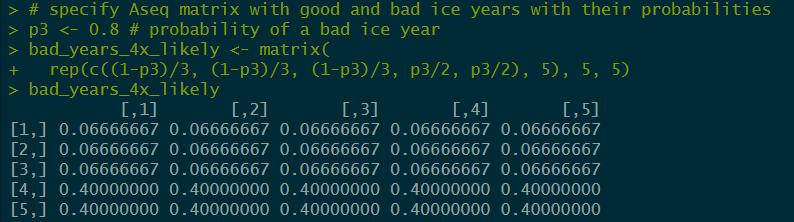 > # specify Aseq matrix with good and bad ice years with their probabilities
> p3 <- 0.8 # probability of a bad ice year
> bad_years_4x_likely <- matrix(
+   rep(c((1-p3)/3, (1-p3)/3, (1-p3)/3, p3/2, p3/2), 5), 5, 5)
> bad_years_4x_likely
           [,1]       [,2]       [,3]       [,4]       [,5]
[1,] 0.06666667 0.06666667 0.06666667 0.06666667 0.06666667
[2,] 0.06666667 0.06666667 0.06666667 0.06666667 0.06666667
[3,] 0.06666667 0.06666667 0.06666667 0.06666667 0.06666667
[4,] 0.40000000 0.40000000 0.40000000 0.40000000 0.40000000
[5,] 0.40000000 0.40000000 0.40000000 0.40000000 0.40000000